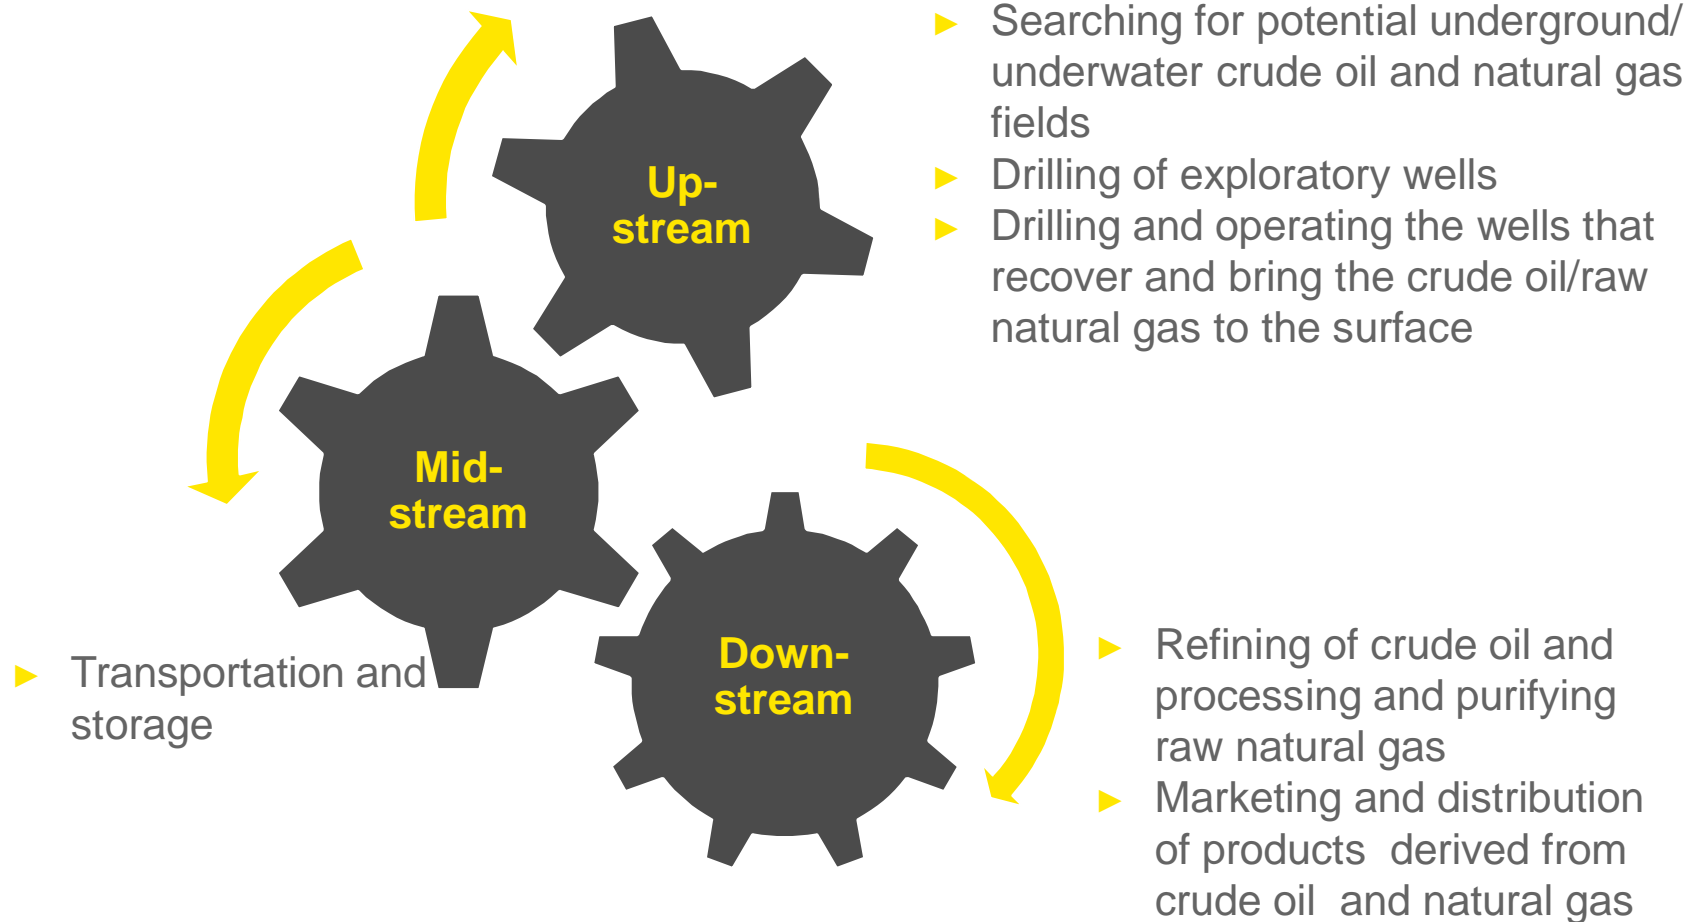 ► Searching for potential underground/
underwater crude oil and natural gas
fields
► Drilling of exploratory wells
► Drilling and operating the wells that
recover and bring the crude oil/raw
natural gas to the surface
Up-
stream
Mid-
stream
► Transportation and
storage
Down-
stream
► Refining of crude oil and
processing and purifying
raw natural gas
► Marketing and distribution
of products  derived from
crude oil  and natural gas